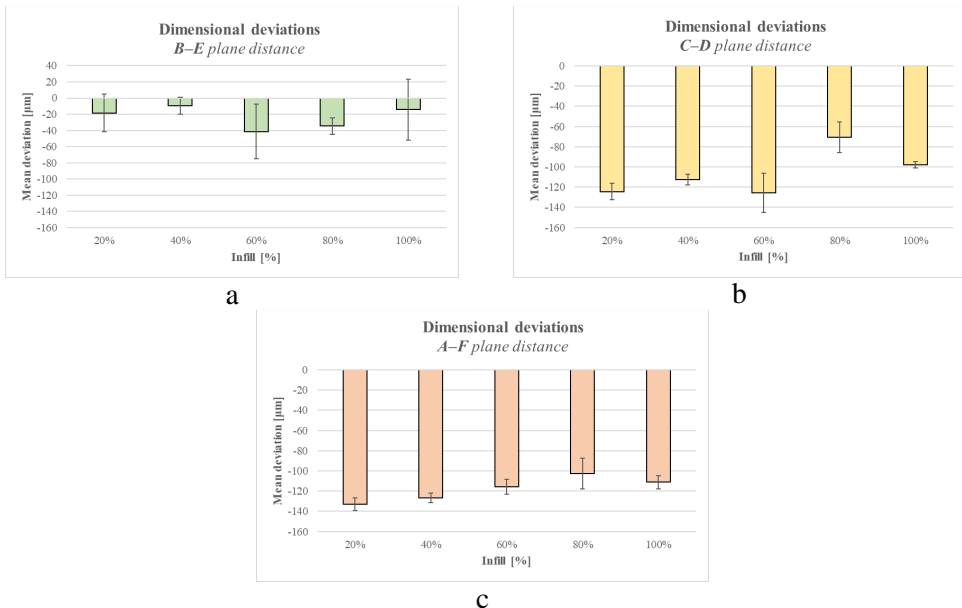 Dimensional deviations
B–E plane distance
Mean deviation [µm]
40
20
0
-20
-40
-60
-80
-100
-120
-140
-160
20% 40% 60% 80% 100%
Infill [%]
a
Dimensional deviations
C–D plane distance
Mean deviation [µm]
0
-20
-40
-60
-80
-100
-120
-140
-160
20% 40% 60% 80% 100%
Infill [%]
b
Dimensional deviations
A–F plane distance
Mean deviation [µm]
0
-20
-40
-60
-80
-100
-120
-140
-160
20% 40% 60% 80% 100%
Infill [%]
c